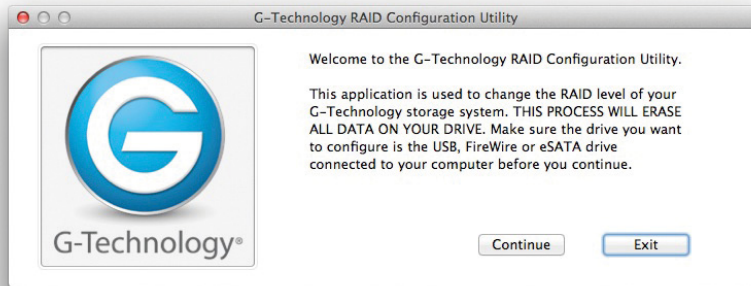 G-Technology RAID Configuration Utility
Welcome to the G-Technology RAID Configuration Utility.
This application is used to change the RAID level of your
G-Technology storage system. THIS PROCESS WILL ERASE
ALL DATA ON YOUR DRIVE. Make sure the drive you want
to configure is the USB, FireWire or eSATA drive
connected to your computer before you continue.
G-Technology®
Continue
Exit